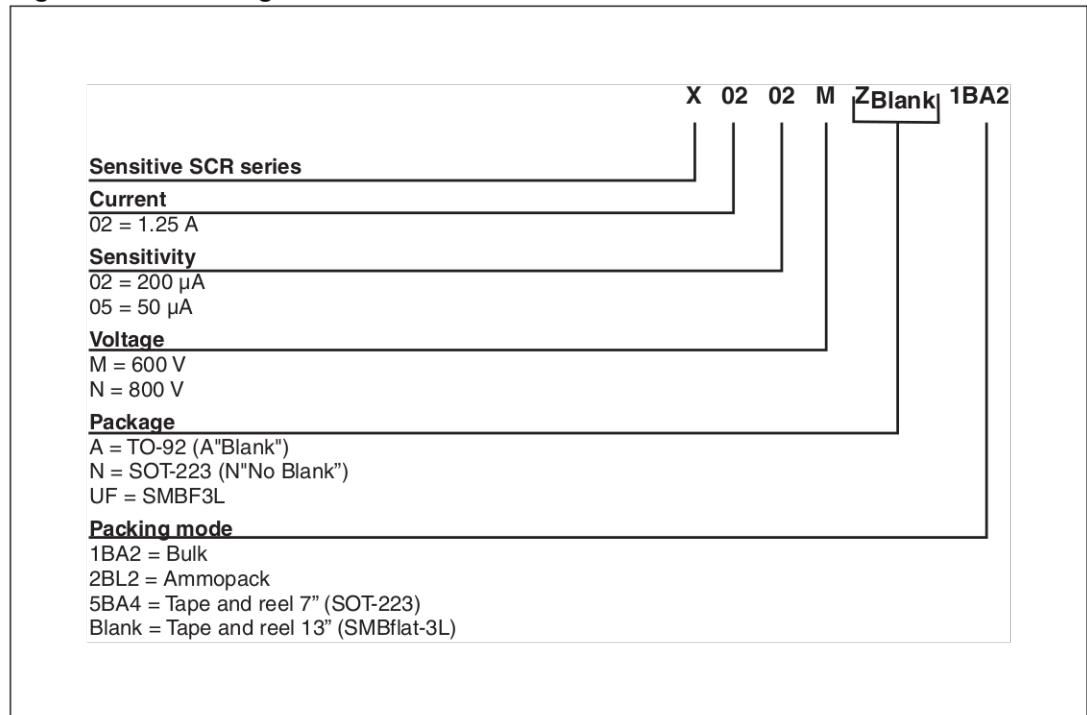 X 02 02 M ZBlank 1BA2
Sensitive SCR series
Current
02 = 1.25 A
Sensitivity
02 = 200 µA
05 = 50 µA
Voltage
M = 600 V
N = 800 V
Package
A = TO-92 (A"Blank")
N = SOT-223 (N"No Blank”)
UF = SMBF3L
Packing mode
1BA2 = Bulk
2BL2 = Ammopack
5BA4 = Tape and reel 7” (SOT-223)
Blank = Tape and reel 13” (SMBflat-3L)